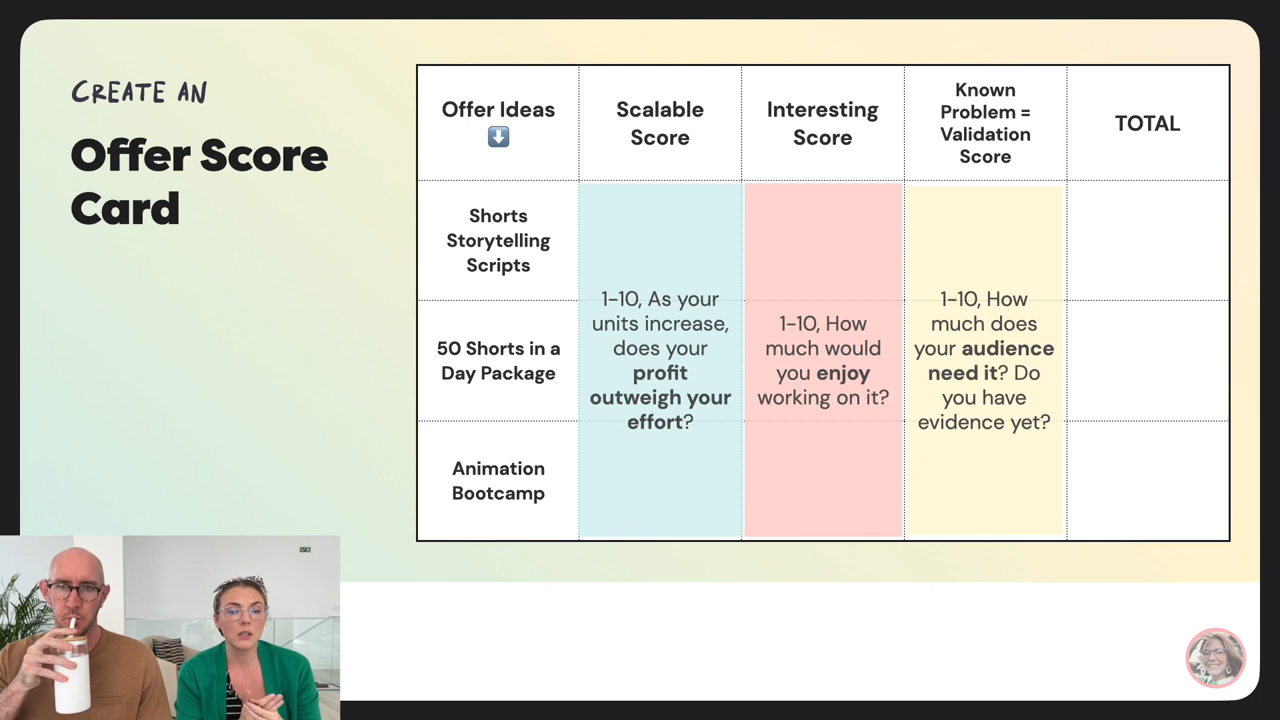 CREATE AN
Offer Score
Card
Offer Ideas
Scalable
Score
Interesting
Score
Known
Problem =
Validation
Score
TOTAL
Shorts
Storytelling
Scripts
50 Shorts in a
Day Package
Animation
Bootcamp
1-10, As your
units increase,
does your
profit
outweigh your
effort?
1-10, How
much would
you enjoy
working on it?
1-10, How
much does
your audience
need it? Do
you have
evidence yet?